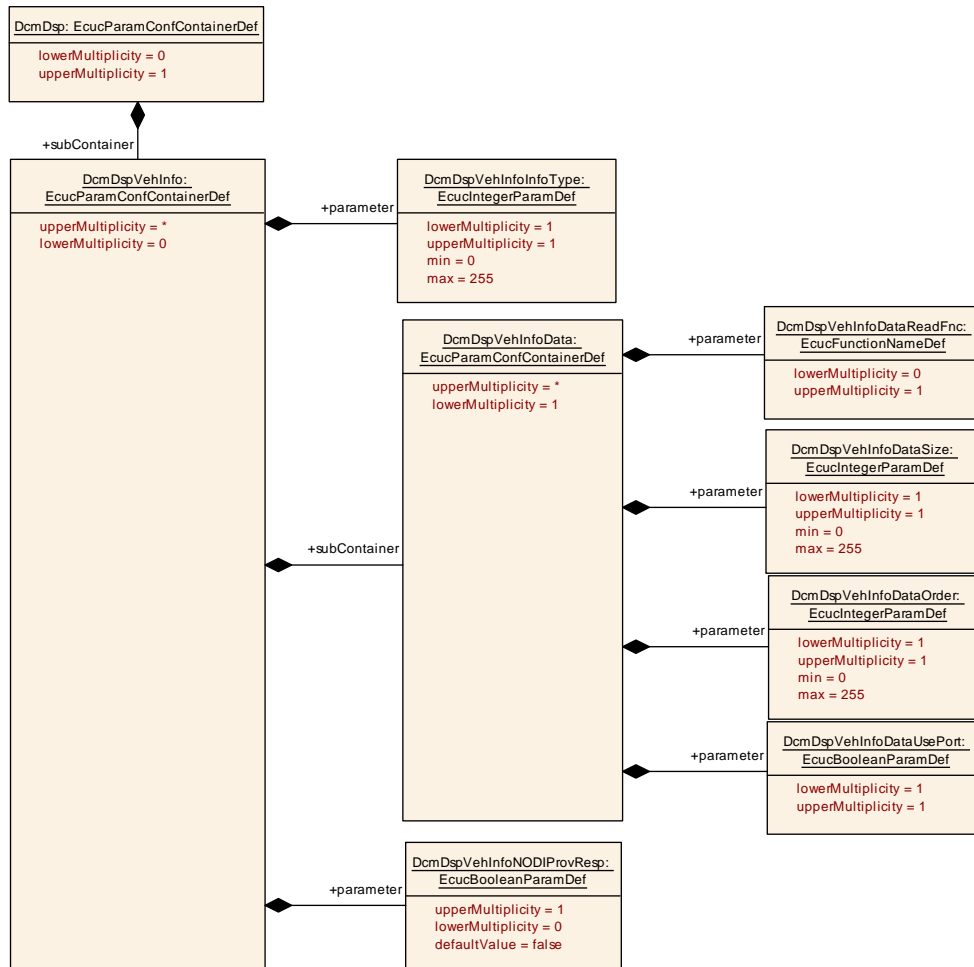 DcmDsp: EcucParamConfContainerDef
lowerMultiplicity = 0
upperMultiplicity = 1
+subContainer
DcmDspVehInfo:
EcucParamConfContainerDef
upperMultiplicity = *
lowerMultiplicity = 0
+parameter
DcmDspVehInfoInfoType:
EcucIntegerParamDef
lowerMultiplicity = 1
upperMultiplicity = 1
min = 0
max = 255
+subContainer
DcmDspVehInfoData:
EcucParamConfContainerDef
upperMultiplicity = *
lowerMultiplicity = 1
+parameter
DcmDspVehInfoDataReadFnc:
EcucFunctionNameDef
lowerMultiplicity = 0
upperMultiplicity = 1
+parameter
DcmDspVehInfoDataSize:
EcucIntegerParamDef
lowerMultiplicity = 1
upperMultiplicity = 1
min = 0
max = 255
+parameter
DcmDspVehInfoDataOrder:
EcucIntegerParamDef
lowerMultiplicity = 1
upperMultiplicity = 1
min = 0
max = 255
+parameter
DcmDspVehInfoDataUsePort:
EcucBooleanParamDef
lowerMultiplicity = 1
upperMultiplicity = 1
+parameter
DcmDspVehInfoNODIProvResp:
EcucBooleanParamDef
upperMultiplicity = 1
lowerMultiplicity = 0
defaultValue = false